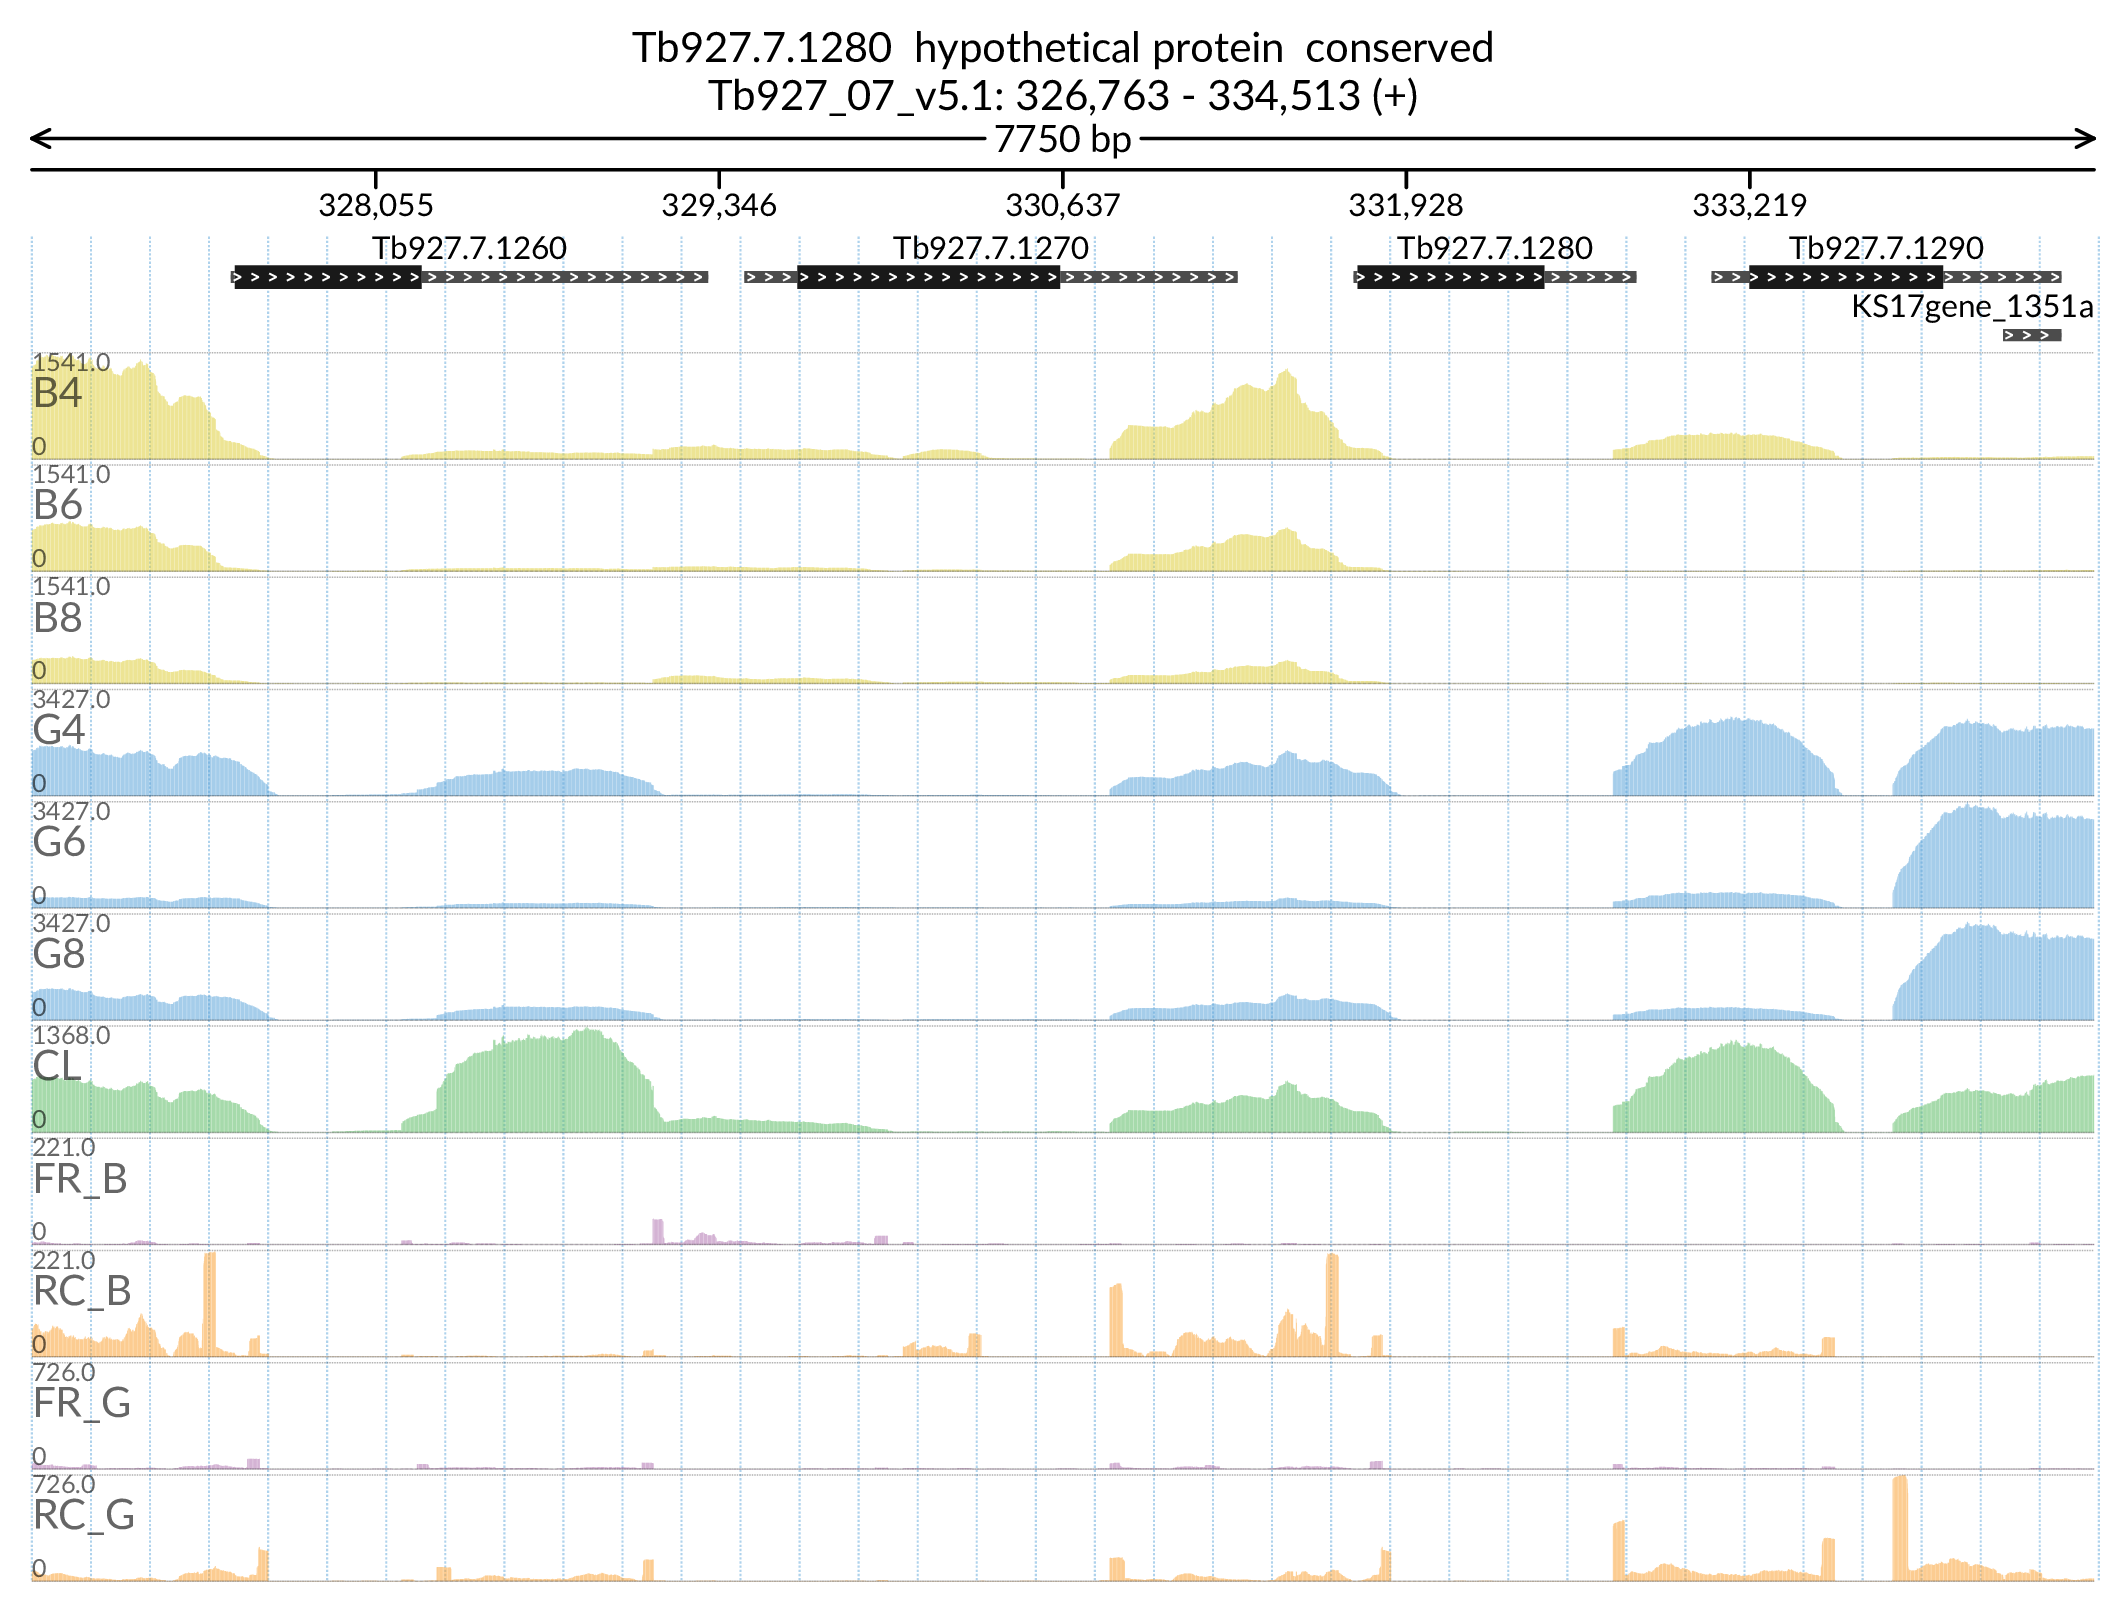 Tb927.7.1280 hypothetical protein conserved
Tb927_07_v5.1: 326,763 - 334,513 (+)
7750 bp
328,055 329,346 330,637 331,928 333,219
Tb927.7.1260 Tb927.7.1270 Tb927.7.1280 Tb927.7.1290
KS17gene_1351a
1541.0
B4
0
1541.0
B6
0
1541.0
B8
0
3427.0
G4
0
3427.0
G6
0
3427.0
G8
0
1368.0
CL
0
221.0
FR_B
0
221.0
RC_B
0
726.0
FR_G
0
726.0
RC_G
0